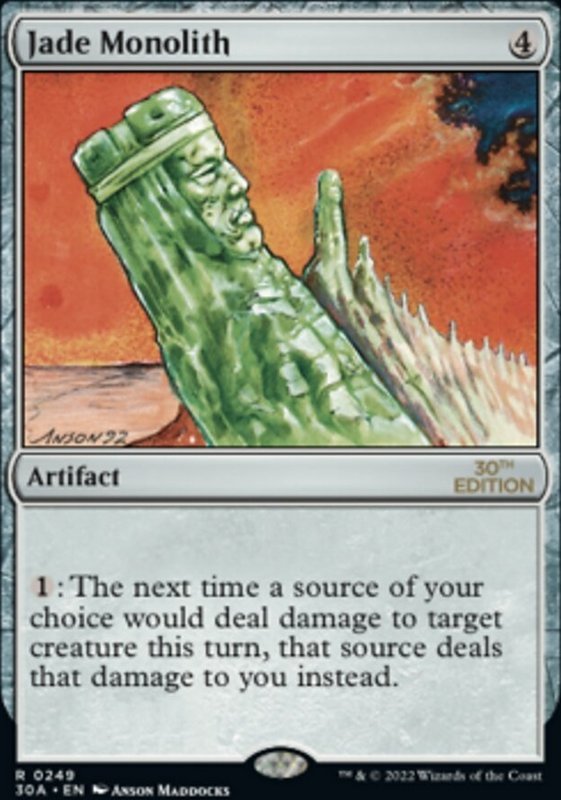 Jade Monolith 4
ANSON 92
Artifact
30TH
EDITION
1: The next time a source of your
choice would deal damage to target
creature this turn, that source deals
that damage to you instead.
R 0249
30A • EN Anson Maddocks
™ & © 2022 Wizards of the Coast